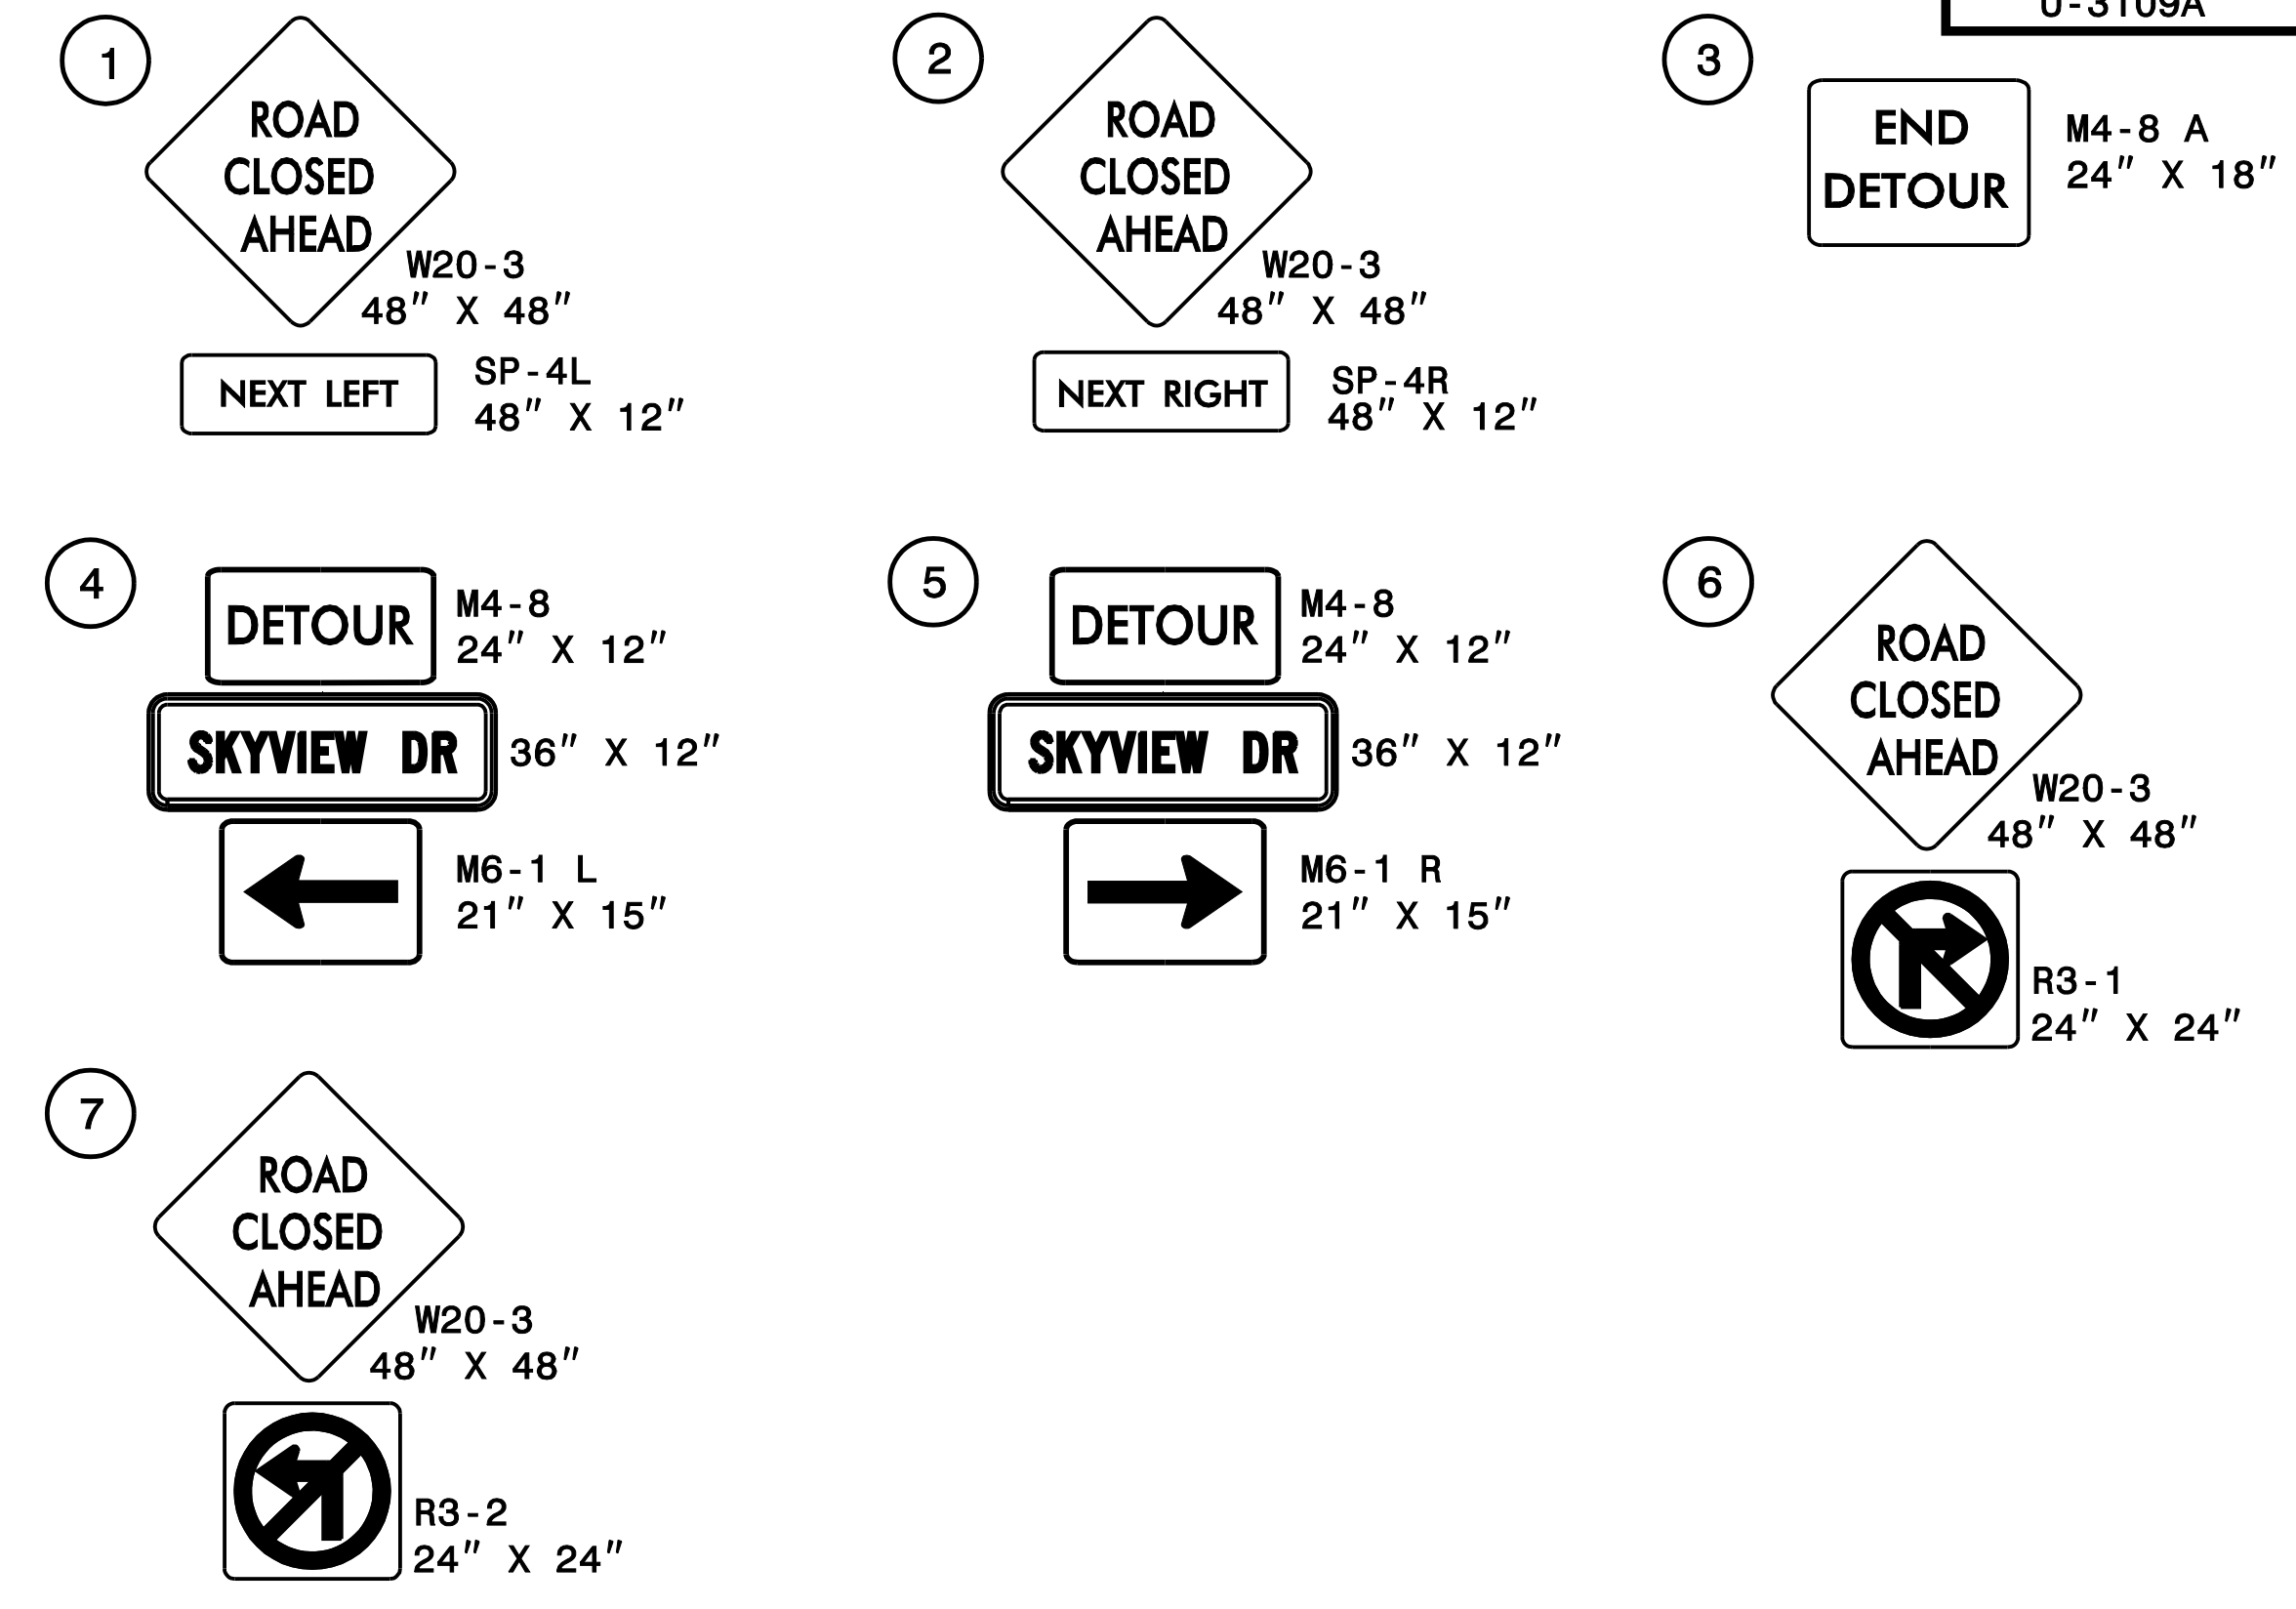 U-3109A
1
ROAD
CLOSED
AHEAD
W20-3
48" X 48"
NEXT LEFT
SP-4L
48" X 12"
2
ROAD
CLOSED
AHEAD
W20-3
48" X 48"
NEXT RIGHT
SP-4R
48" X 12"
3
END
DETOUR
M4-8 A
24" X 18"
4
DETOUR
M4-8
24" X 12"
SKYVIEW DR
36" X 12"
M6-1 L
21" X 15"
5
DETOUR
M4-8
24" X 12"
SKYVIEW DR
36" X 12"
M6-1 R
21" X 15"
6
ROAD
CLOSED
AHEAD
W20-3
48" X 48"
R3-1
24" X 24"
7
ROAD
CLOSED
AHEAD
W20-3
48" X 48"
R3-2
24" X 24"